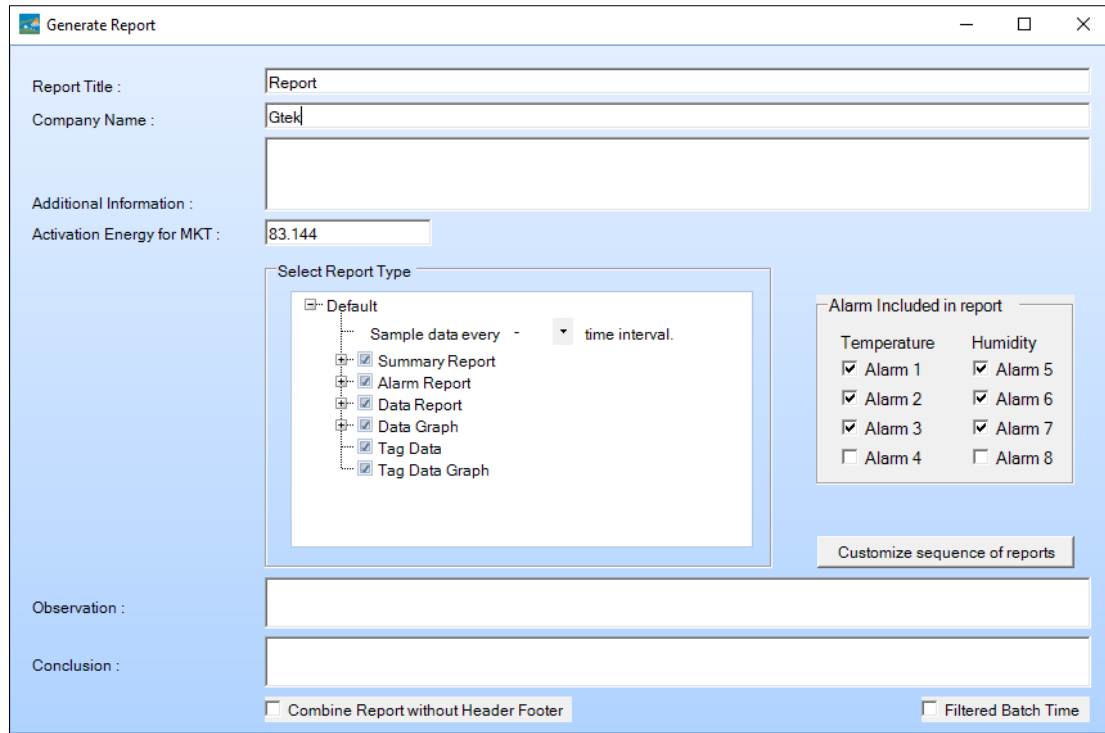 Generate Report
Report Title :
Report
Company Name :
Gtek
Additional Information :
Activation Energy for MKT :
83.144
Select Report Type
Default
Sample data every - time interval.
Summary Report
Alarm Report
Data Report
Data Graph
Tag Data
Tag Data Graph
Alarm Included in report
Temperature Humidity
Alarm 1 Alarm 5
Alarm 2 Alarm 6
Alarm 3 Alarm 7
Alarm 4 Alarm 8
Customize sequence of reports
Observation :
Conclusion :
Combine Report without Header Footer
Filtered Batch Time